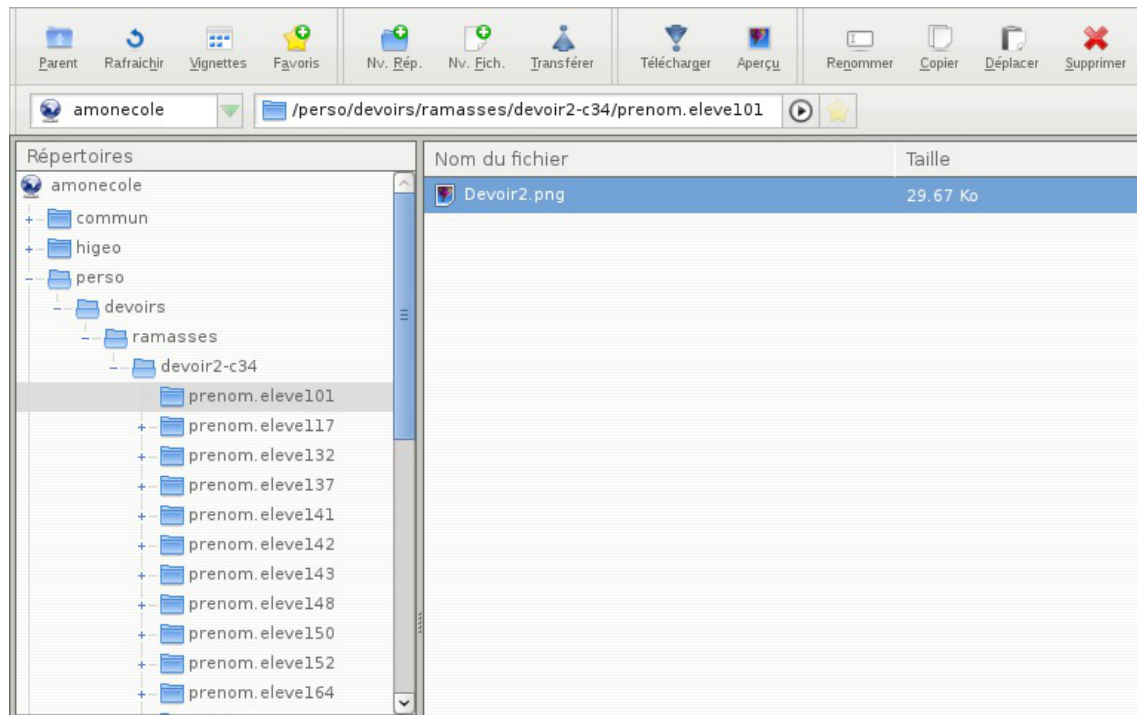 Parent Rafraichir Vignettes Favoris Nv. Rép. Nv. Fich. Transférer Télécharger Aperçu Renommer Copier Déplacer Supprimer
amonecole /perso/devoirs/ramasses/devoir2-c34/prenom.eleve101
Répertoires
amonecole
commun
higeo
perso
devoirs
ramasses
devoir2-c34
prenom.eleve101
prenom.eleve117
prenom.eleve132
prenom.eleve137
prenom.eleve141
prenom.eleve142
prenom.eleve143
prenom.eleve148
prenom.eleve150
prenom.eleve152
prenom.eleve164
Nom du fichier Taille
Devoir2.png 29.67 Ko